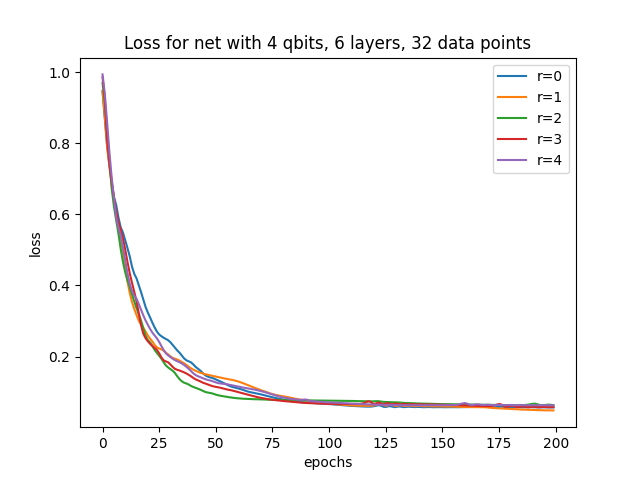 Loss for net with 4 qbits, 6 layers, 32 data points
1.0
0.8
0.6
0.4
0.2
loss
r=0
r=1
r=2
r=3
r=4
0 25 50 75 100 125 150 175 200
epochs